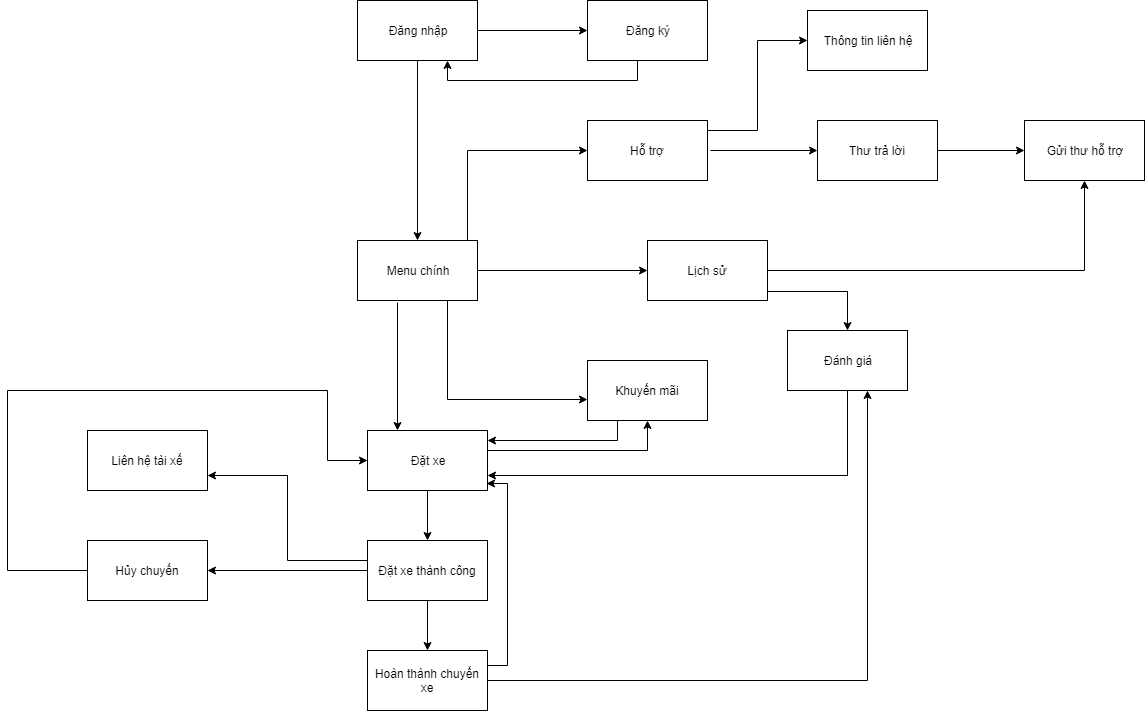 Đăng nhập
Đăng ký
Thông tin liên hệ
Hỗ trợ
Thư trả lời
Gửi thư hỗ trợ
Menu chính
Lịch sử
Đánh giá
Khuyến mãi
Liên hệ tài xế
Đặt xe
Hủy chuyến
Đặt xe thành công
Hoàn thành chuyến
xe